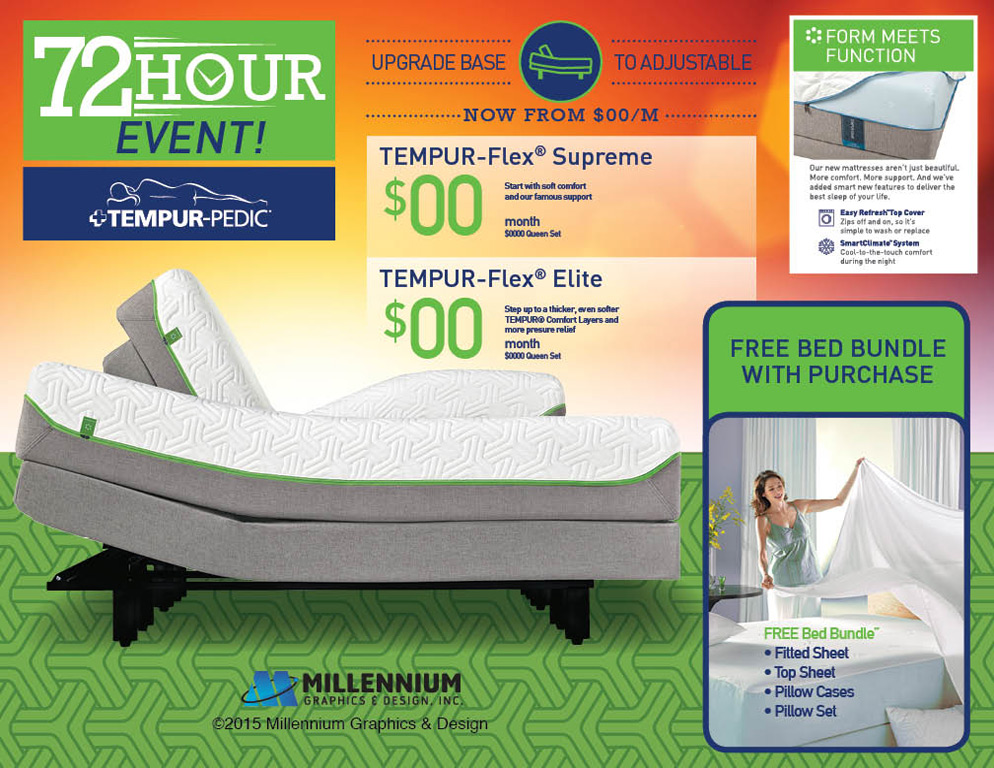 72 HOUR
EVENT!
TEMPUR-PEDIC
UPGRADE BASE TO ADJUSTABLE
NOW FROM $00/M
TEMPUR-Flex® Supreme
$00
Start with soft comfort
and our famous support
month
$0000 Queen Set
TEMPUR-Flex® Elite
$00
Step up to a thicker, even softer
TEMPUR® Comfort Layers and
more presure relief
month
$0000 Queen Set
FORM MEETS
FUNCTION
Our new mattresses aren't just beautiful.
More comfort. More support. And we've
added smart new features to deliver the
best sleep of your life.
Easy Refresh™ Top Cover
Zips off and on, so it's
simple to wash or replace
SmartClimate™ System
Cool-to-the-touch comfort
during the night
FREE BED BUNDLE
WITH PURCHASE
FREE Bed Bundle™
• Fitted Sheet
• Top Sheet
• Pillow Cases
• Pillow Set
MILLENNIUM
GRAPHICS & DESIGN, INC.
©2015 Millennium Graphics & Design